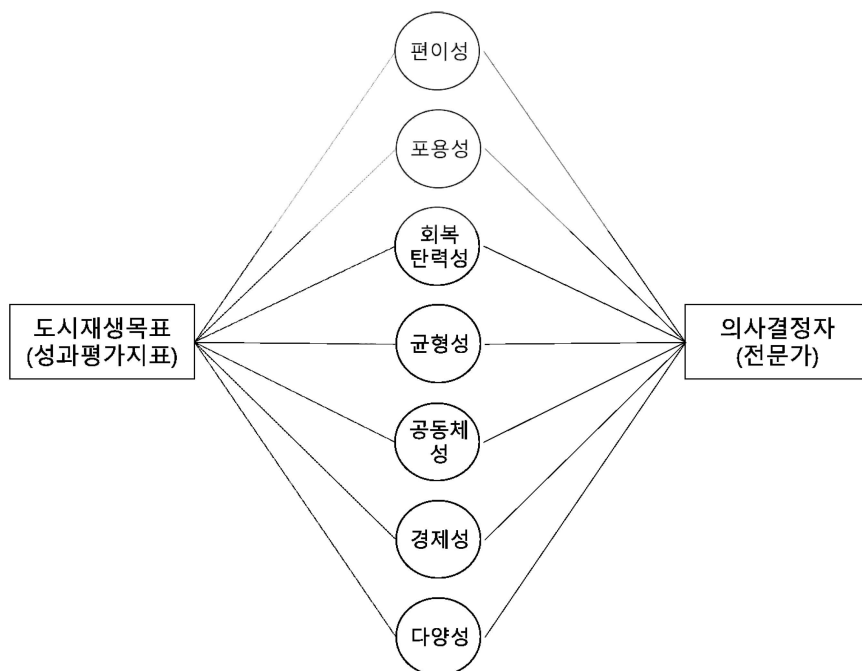 편이성
포용성
회복
탄력성
도시재생목표
(성과평가지표)
균형성
의사결정자
(전문가)
공동체
성
경제성
다양성